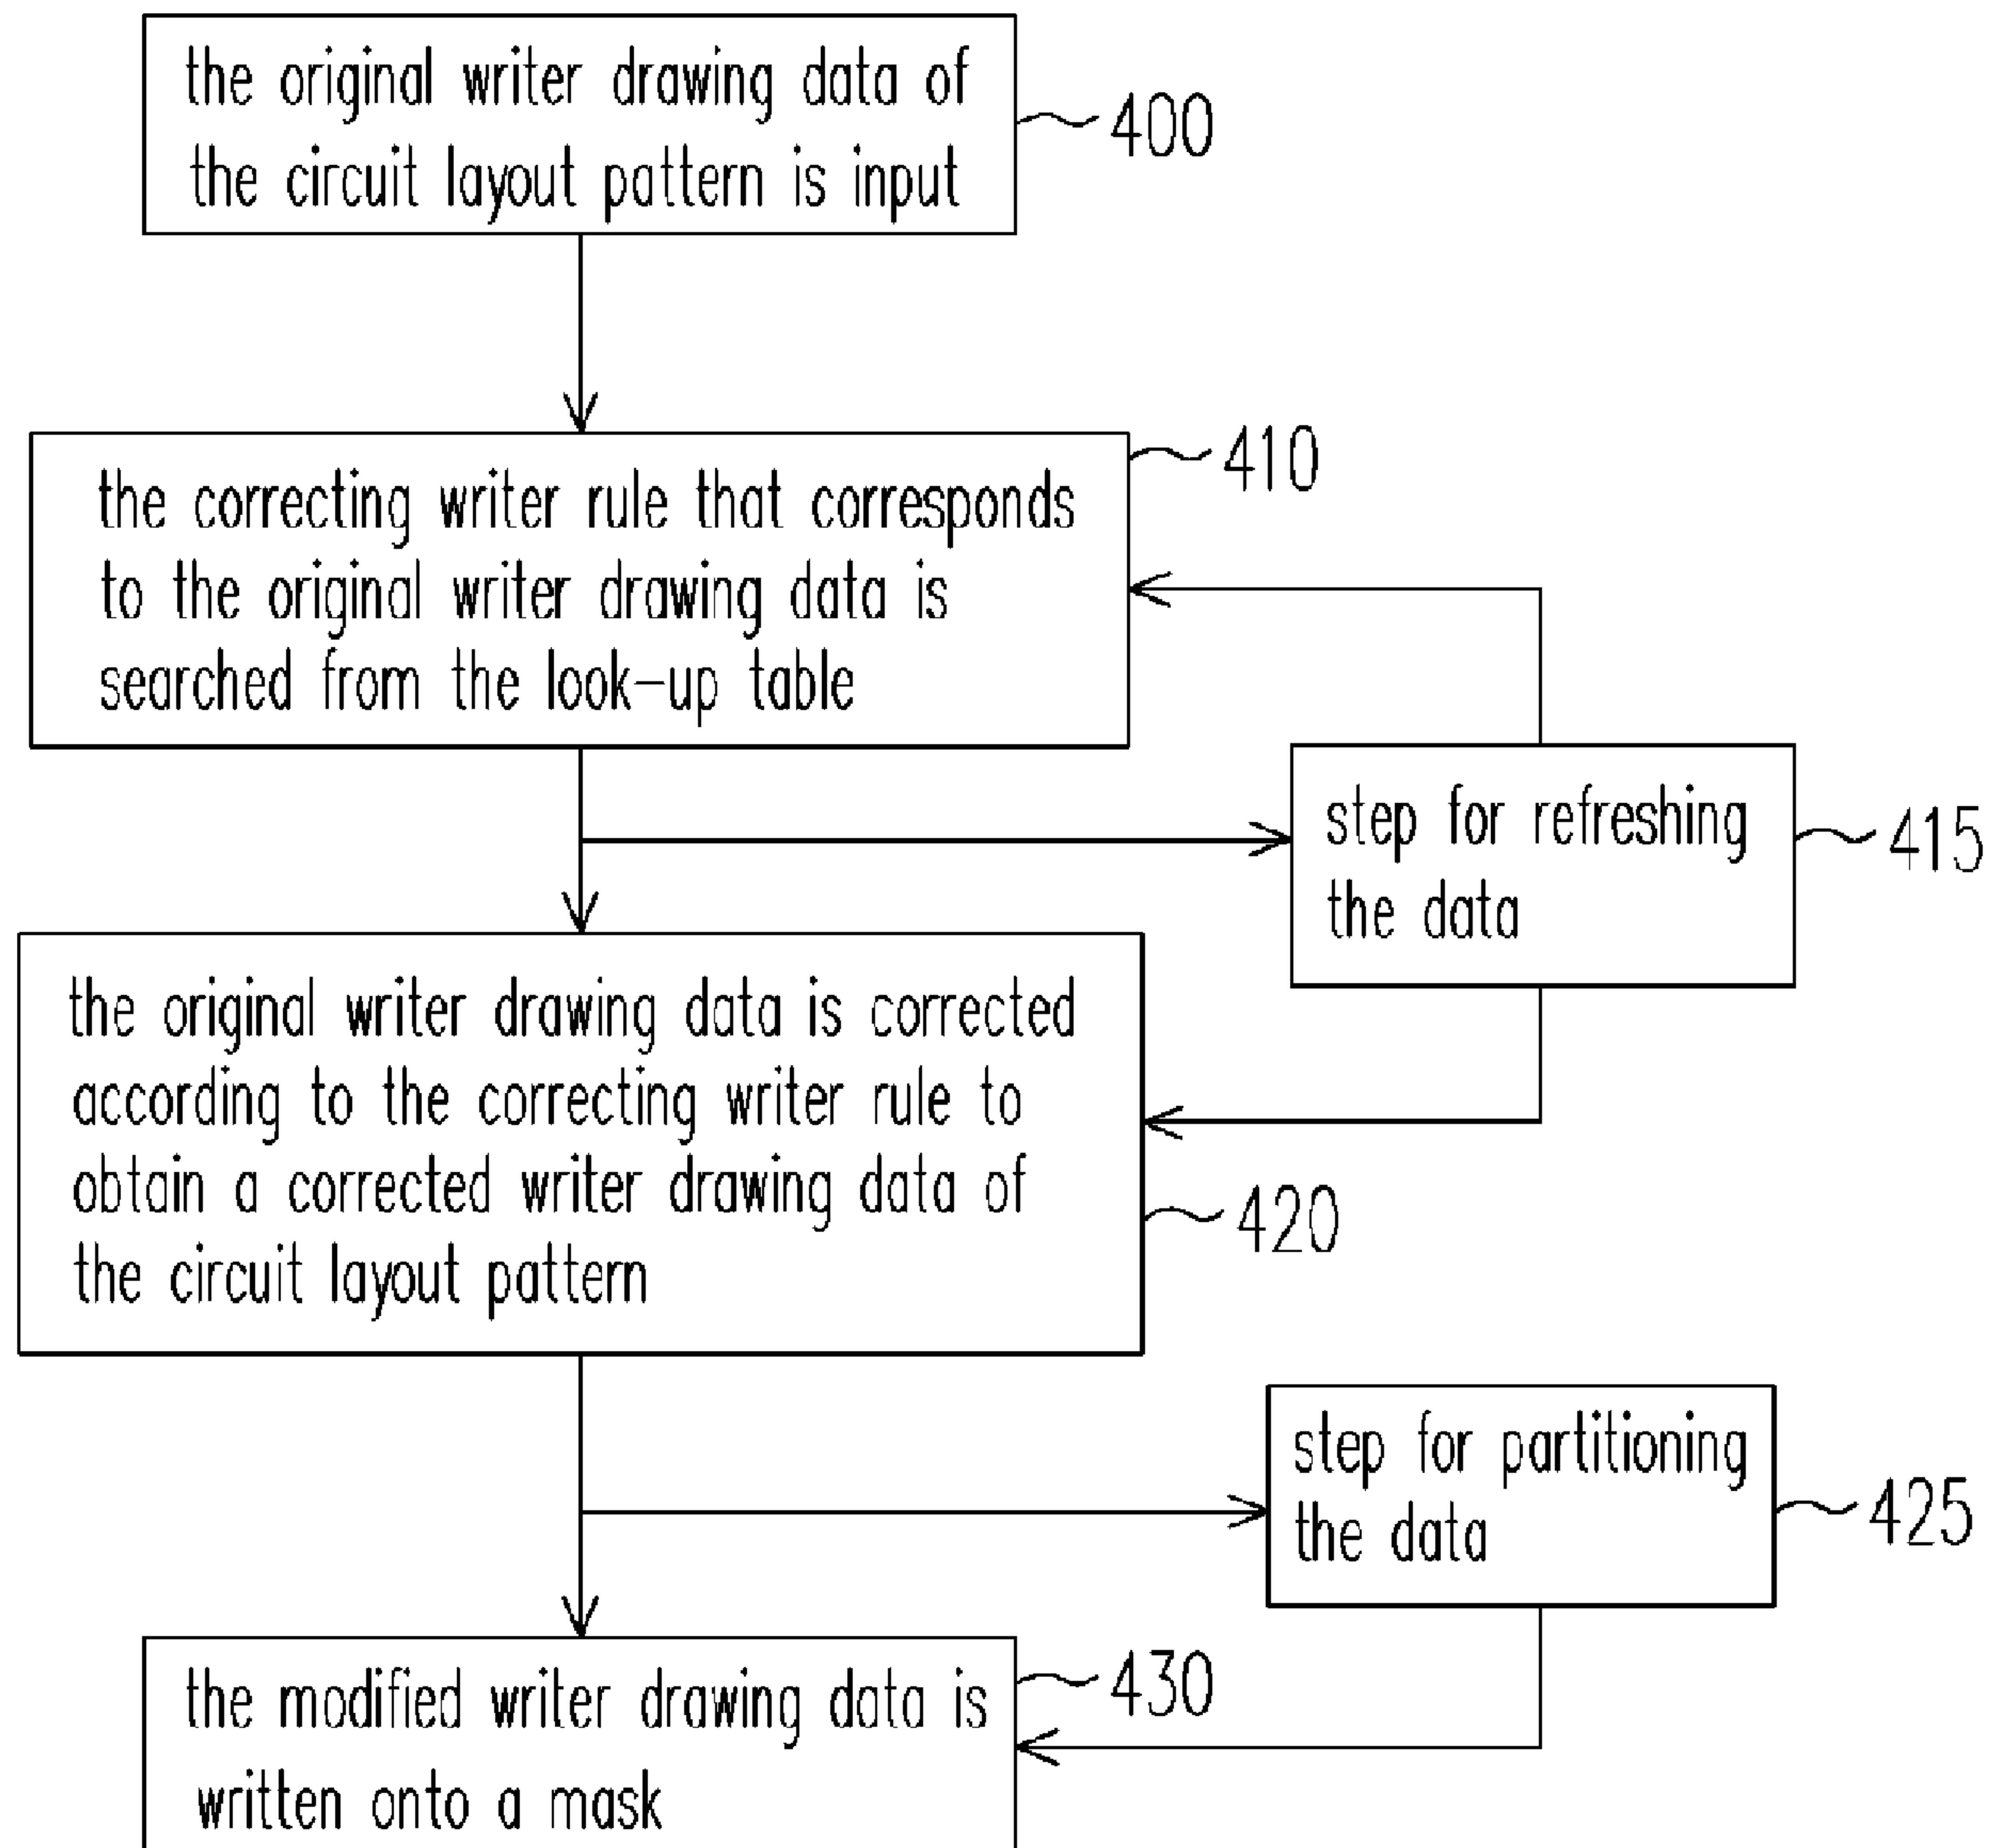 the original writer drawing data of
the circuit layout pattern is input
400
the correcting writer rule that corresponds
to the original writer drawing data is
searched from the look-up table
410
step for refreshing
the data
415
the original writer drawing data is corrected
according to the correcting writer rule to
obtain a corrected writer drawing data of
the circuit layout pattern
420
step for partitioning
the data
425
the modified writer drawing data is
written onto a mask
430